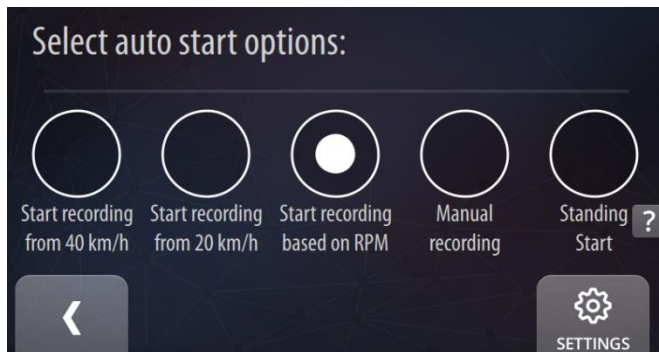 Select auto start options:
Start recording
from 40 km/h
Start recording
from 20 km/h
Start recording
based on RPM
Manual
recording
Standing
Start
?
SETTINGS